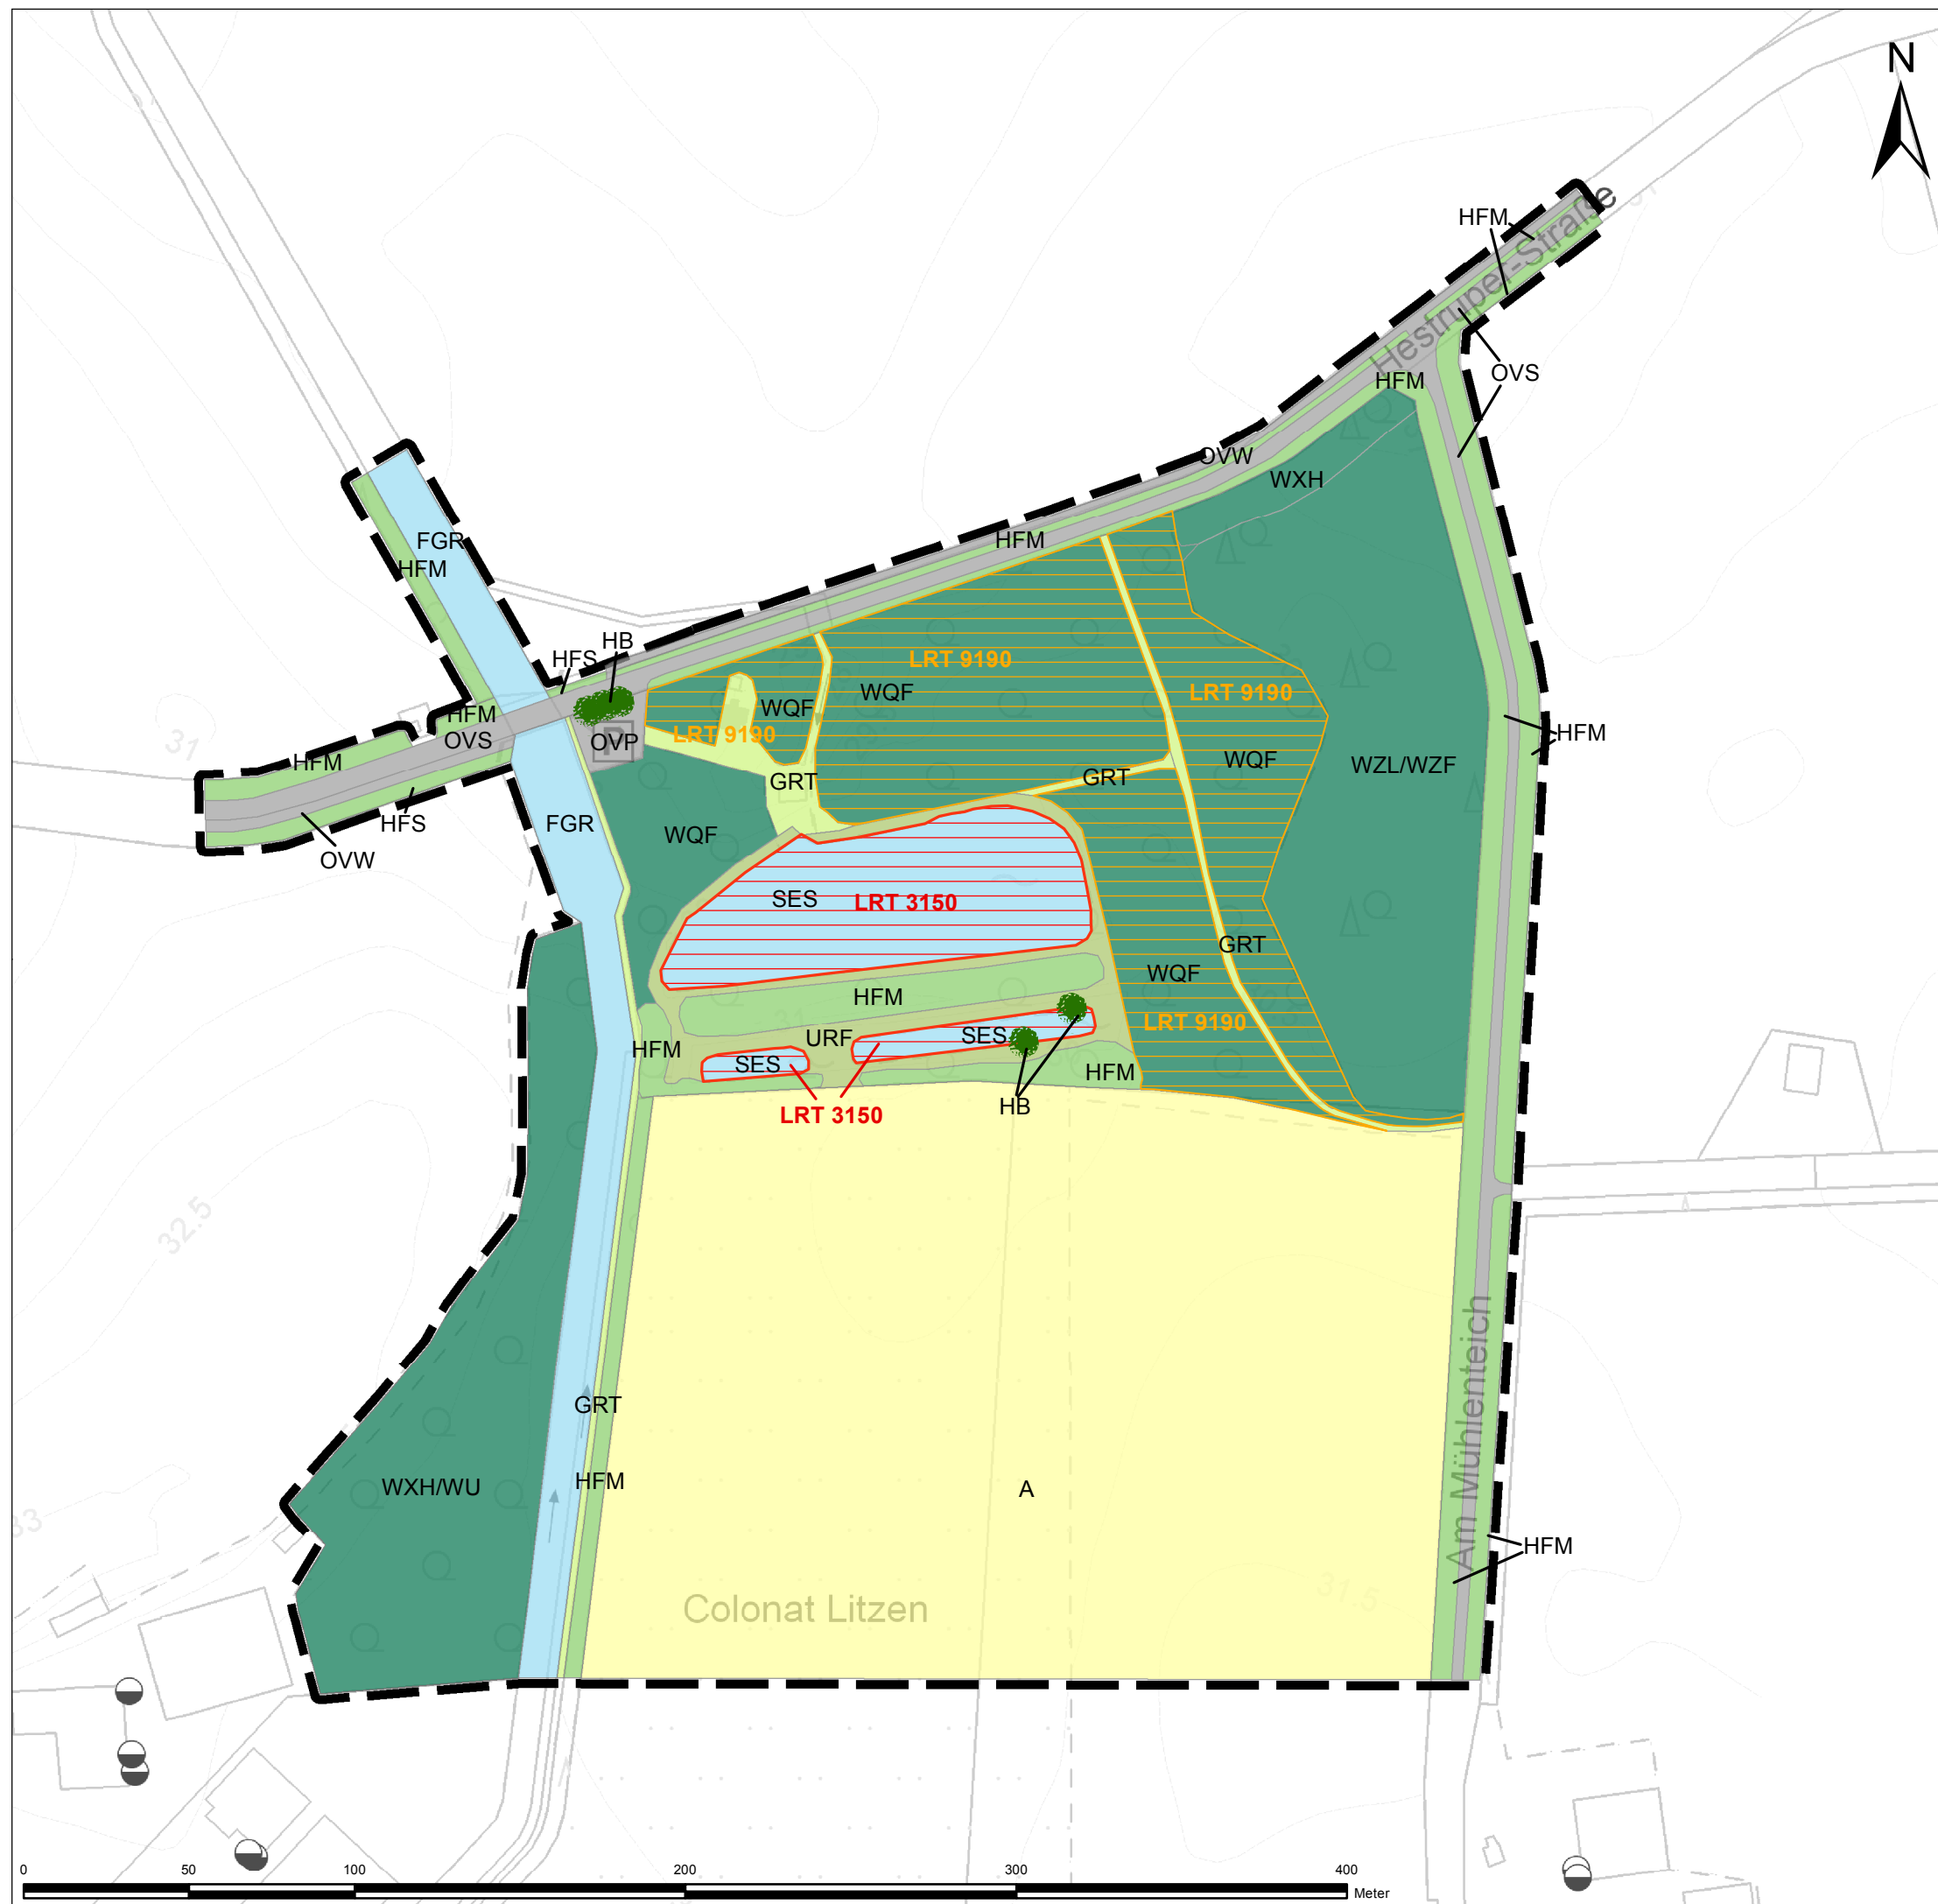 N
Hestruper-Straße
HFM
OVS
HFM
OVW
WXH
FGR
HFM
HFM
HB
HFS
LRT 9190
LRT 9190
WQF
WQF
LRT 9190
HFM
OVS
OVP
P
31
HFM
HFM
WQF
WZL/WZF
GRT
GRT
HFS
FGR
WQF
OVW
SES
LRT 3150
GRT
WQF
HFM
LRT 9190
31
URF
SES
HFM
SES
HFM
HB
LRT 3150
32.5
GRT
HFM
WXH/WU
A
Am Mühlenteich
HFM
33
31.5
Colonat Litzen
0 50 100 200 300 400
Meter